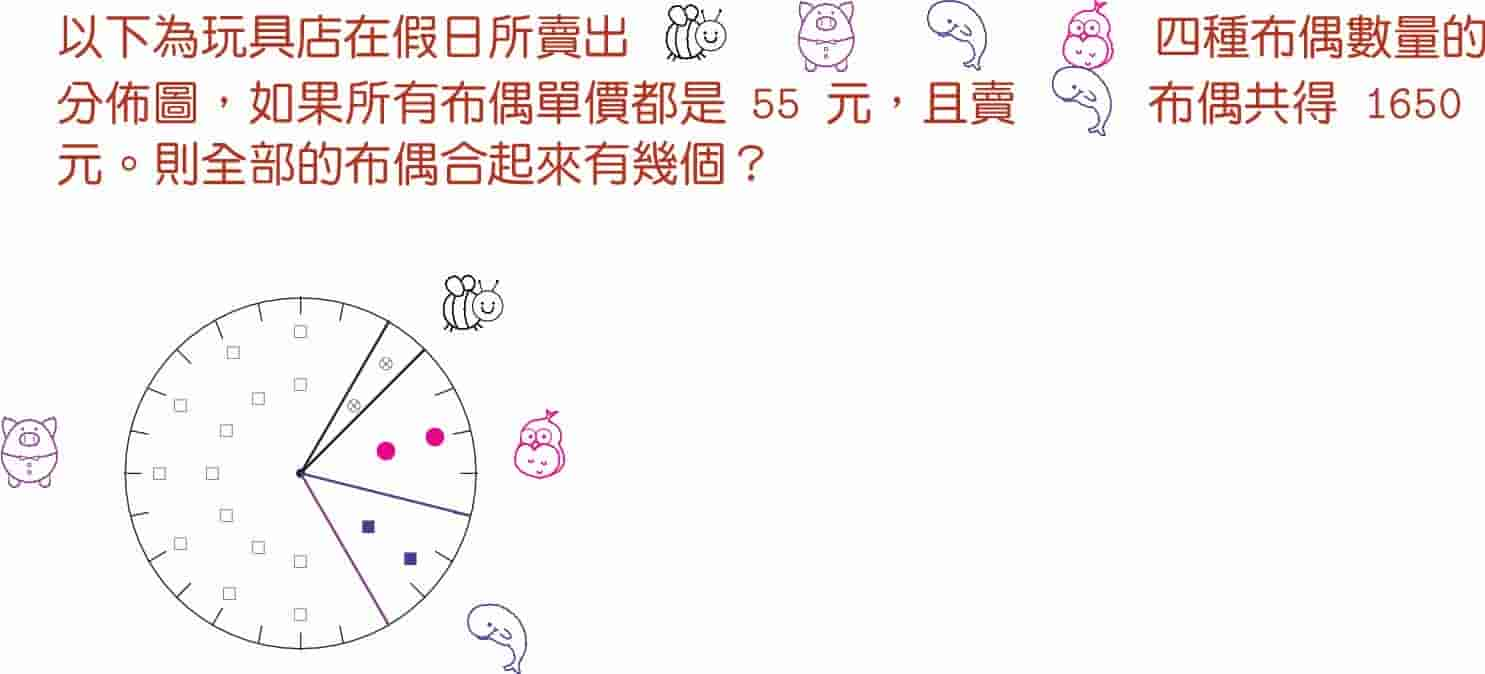 以下為玩具店在假日所賣出 四種布偶數量的
分佈圖，如果所有布偶單價都是 55 元，且賣 布偶共得 1650
元。則全部的布偶合起來有幾個？